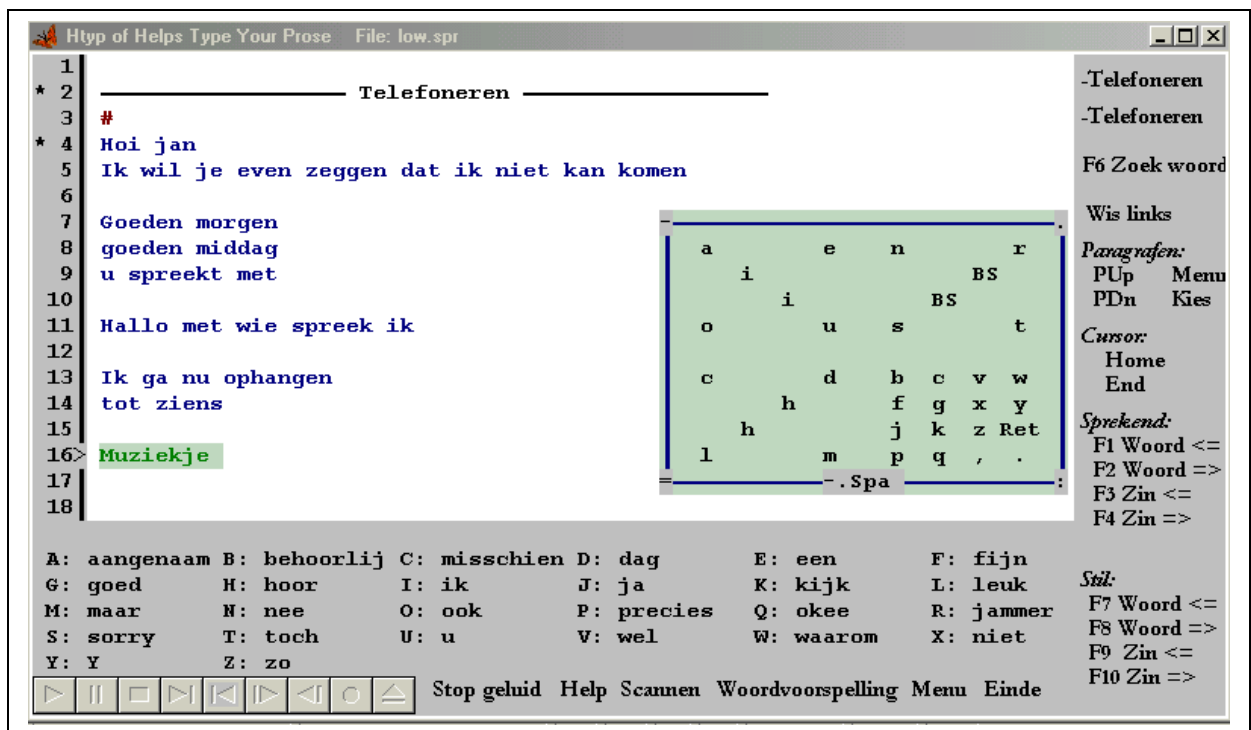 Htyp of Helps Type Your Prose File: low.spr
1
* 2 Telefoneren
3 #
* 4 Hoi jan
5 Ik wil je even zeggen dat ik niet kan komen
6
7 Goeden morgen
8 goeden middag
9 u spreekt met
10
11 Hallo met wie spreek ik
12
13 Ik ga nu ophangen
14 tot ziens
15
16> Muziekje
17
18
- .
a e n r
i BS
i BS
o u s t
c d b c v w
h f g x y
h j k z Ret
l m p q , .
= -.Spa :
-Telefoneren
-Telefoneren
F6 Zoek woord
Wis links
Paragrafen:
PUp Menu
PDn Kies
Cursor:
Home
End
Sprekend:
F1 Woord <=
F2 Woord =>
F3 Zin <=
F4 Zin =>
Stil:
F7 Woord <=
F8 Woord =>
F9 Zin <=
F10 Zin =>
A: aangenaam B: behoorlij C: misschien D: dag E: een F: fijn
G: goed H: hoor I: ik J: ja K: kijk L: leuk
M: maar N: nee O: ook P: precies Q: okee R: jammer
S: sorry T: toch U: u V: wel W: waarom X: niet
Y: Y Z: zo
Stop geluid Help Scannen Woordvoorspelling Menu Einde